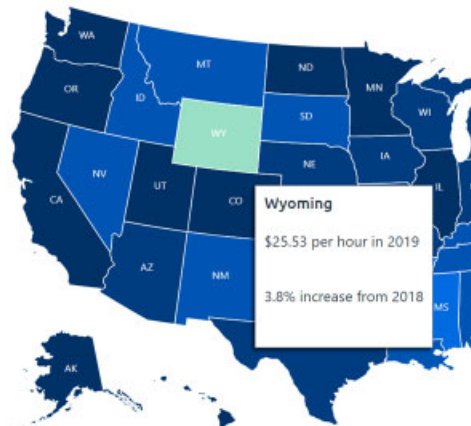 WA
MT
ND
MN
OR
ID
WI
SD
WY
IA
NE
NV
IL
UT
CO
CA
Wyoming
$25.53 per hour in 2019
AZ
NM
3.8% increase from 2018
MS
AK